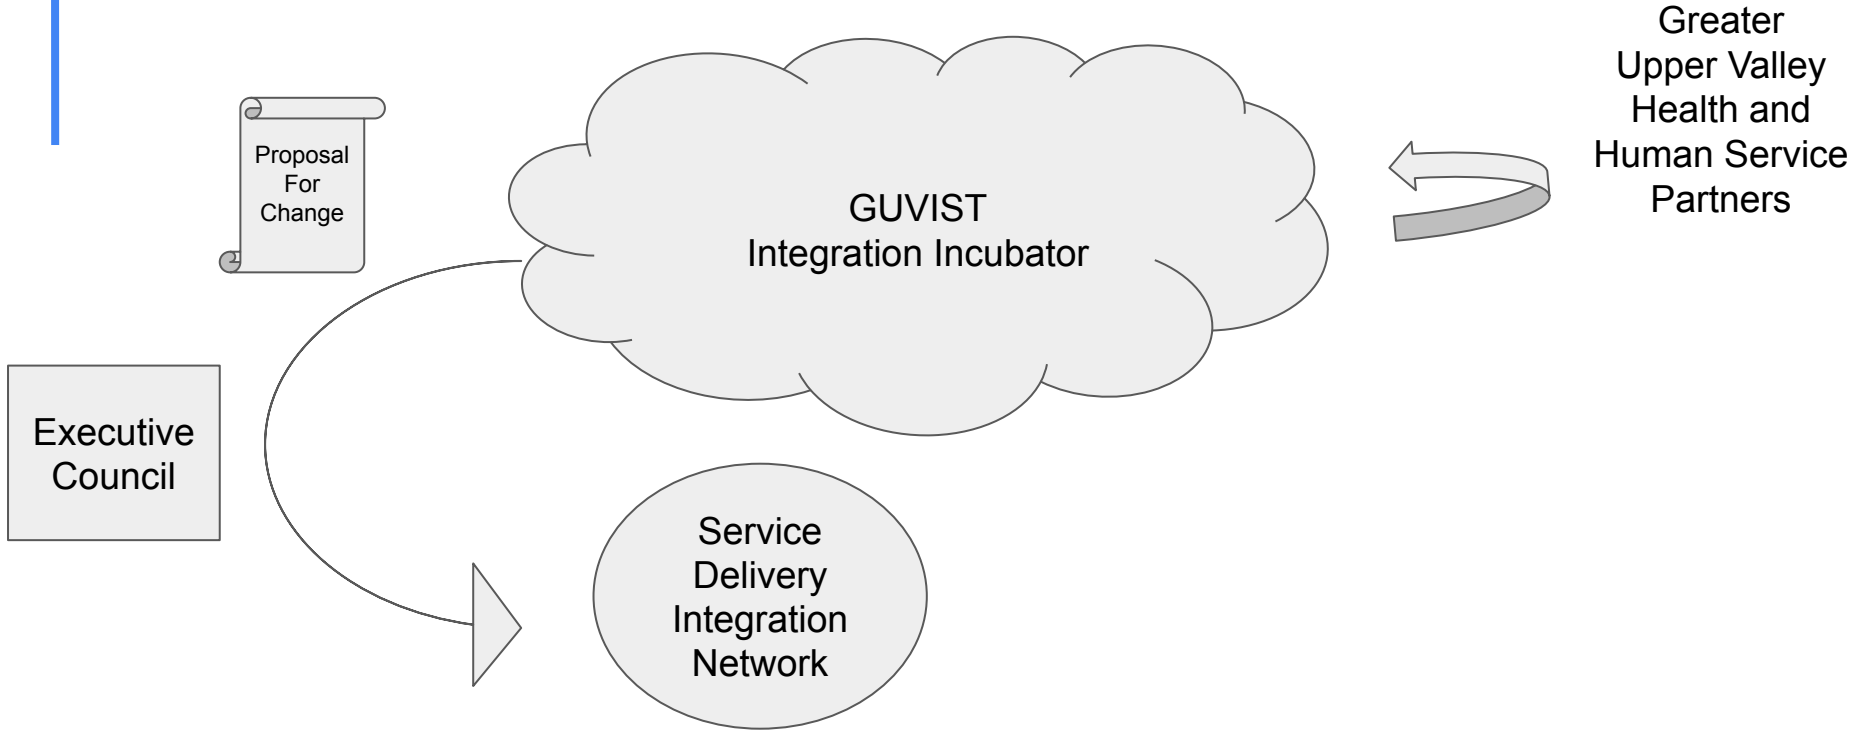 Greater
Upper Valley
Health and
Human Service
Partners
Proposal
For
Change
GUVIST
Integration Incubator
Executive
Council
Service
Delivery
Integration
Network